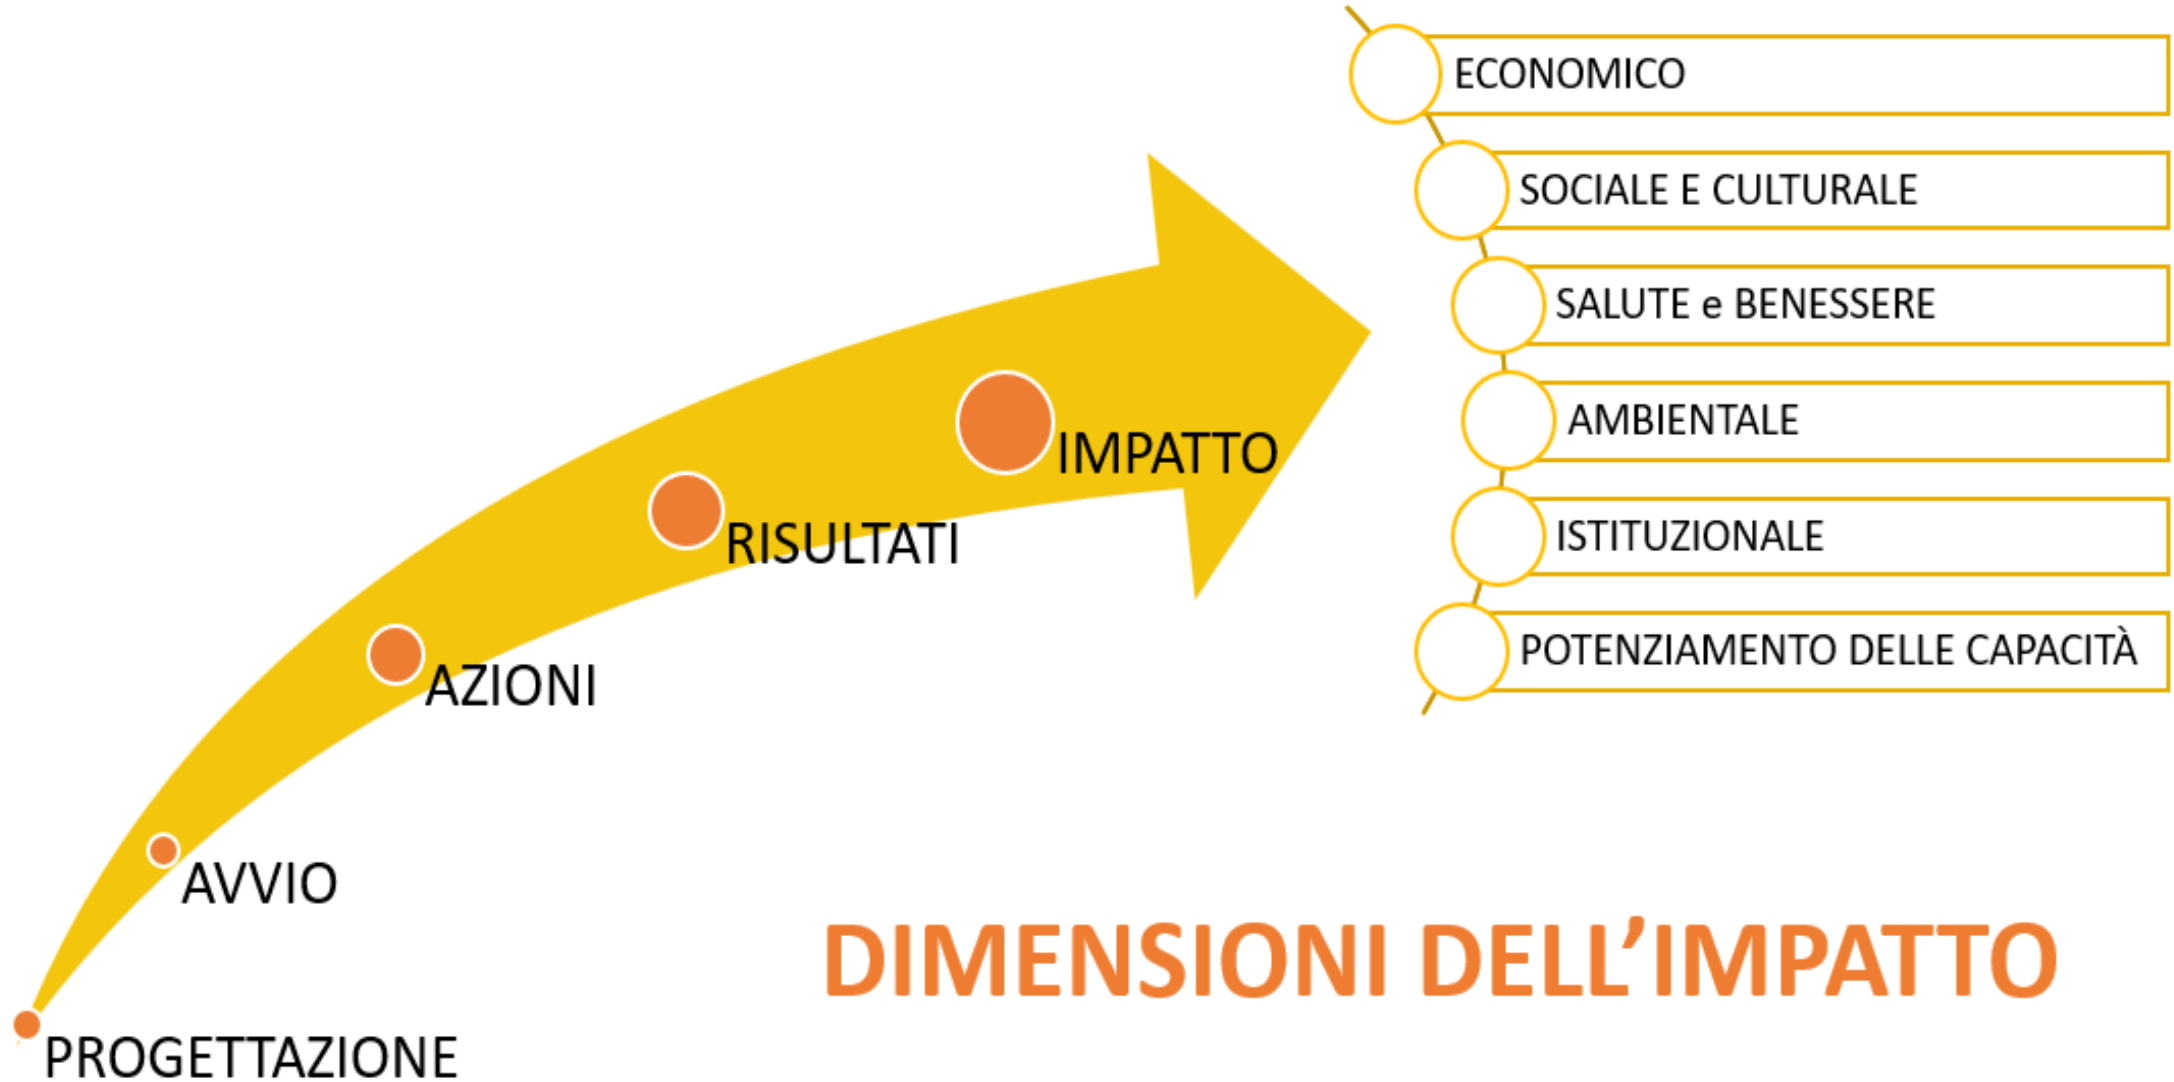 ECONOMICO
SOCIALE E CULTURALE
SALUTE e BENESSERE
AMBIENTALE
ISTITUZIONALE
POTENZIAMENTO DELLE CAPACITÀ
IMPATTO
RISULTATI
AZIONI
AVVIO
PROGETTAZIONE
DIMENSIONI DELL’IMPATTO